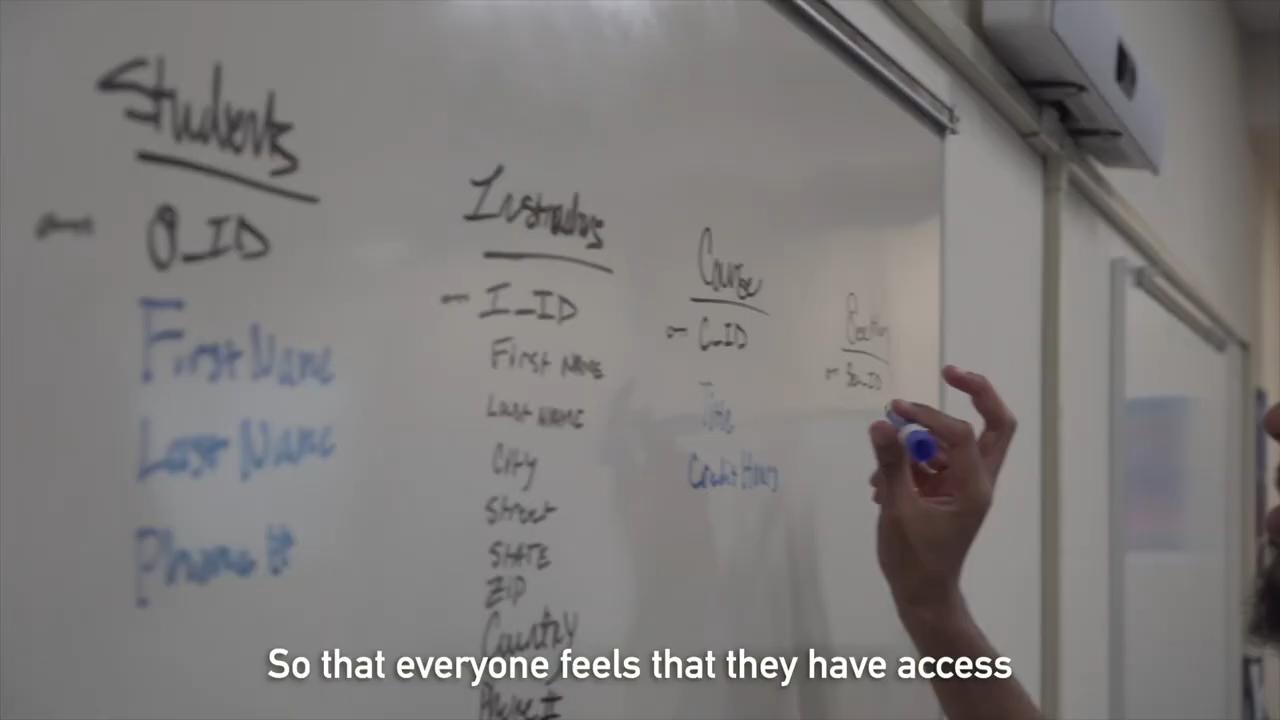 Students
O_ID
First Name
Last Name
Phone #
Instructors
I_ID
First NAME
Last NAME
City
Street
STATE
ZIP
Country
Course
C_ID
Title
Credit Hours
So that everyone feels that they have access